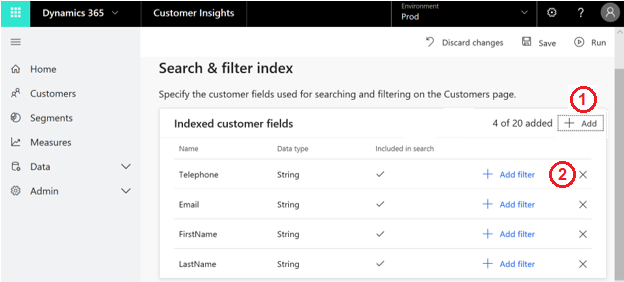 Dynamics 365 Customer Insights Environment
Prod ?
Discard changes Save Run
Home
Customers
Segments
Measures
Data
Admin
Search & filter index
Specify the customer fields used for searching and filtering on the Customers page.
1
Indexed customer fields 4 of 20 added + Add
Name Data type Included in search
Telephone String + Add filter 2
Email String + Add filter
FirstName String + Add filter
LastName String + Add filter